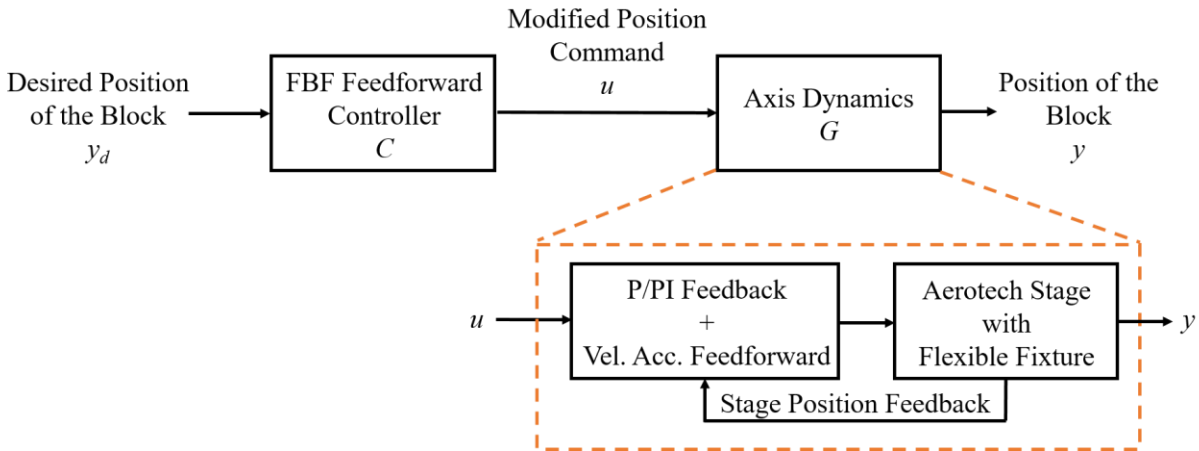 Desired Position
of the Block
y_d
FBF Feedforward
Controller
C
Modified Position
Command
u
Axis Dynamics
G
Position of the
Block
y
u
P/PI Feedback
+
Vel. Acc. Feedforward
Aerotech Stage
with
Flexible Fixture
y
Stage Position Feedback